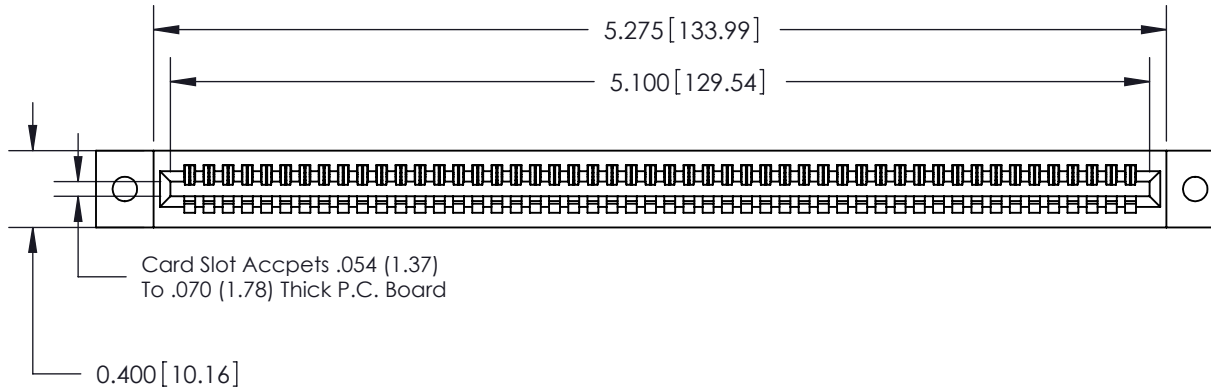 5.275 [133.99]
5.100 [129.54]
Card Slot Accpets .054 (1.37)
To .070 (1.78) Thick P.C. Board
0.400 [10.16]